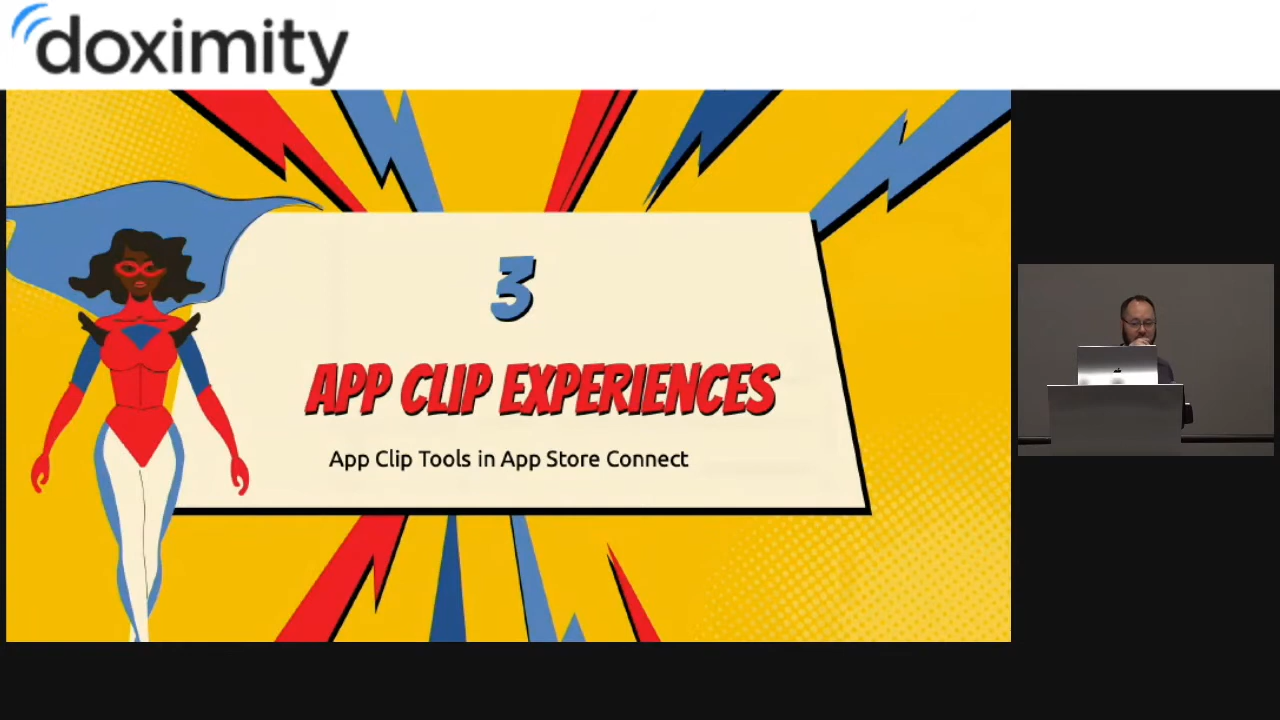 doximity
3
APP CLIP EXPERIENCES
App Clip Tools in App Store Connect